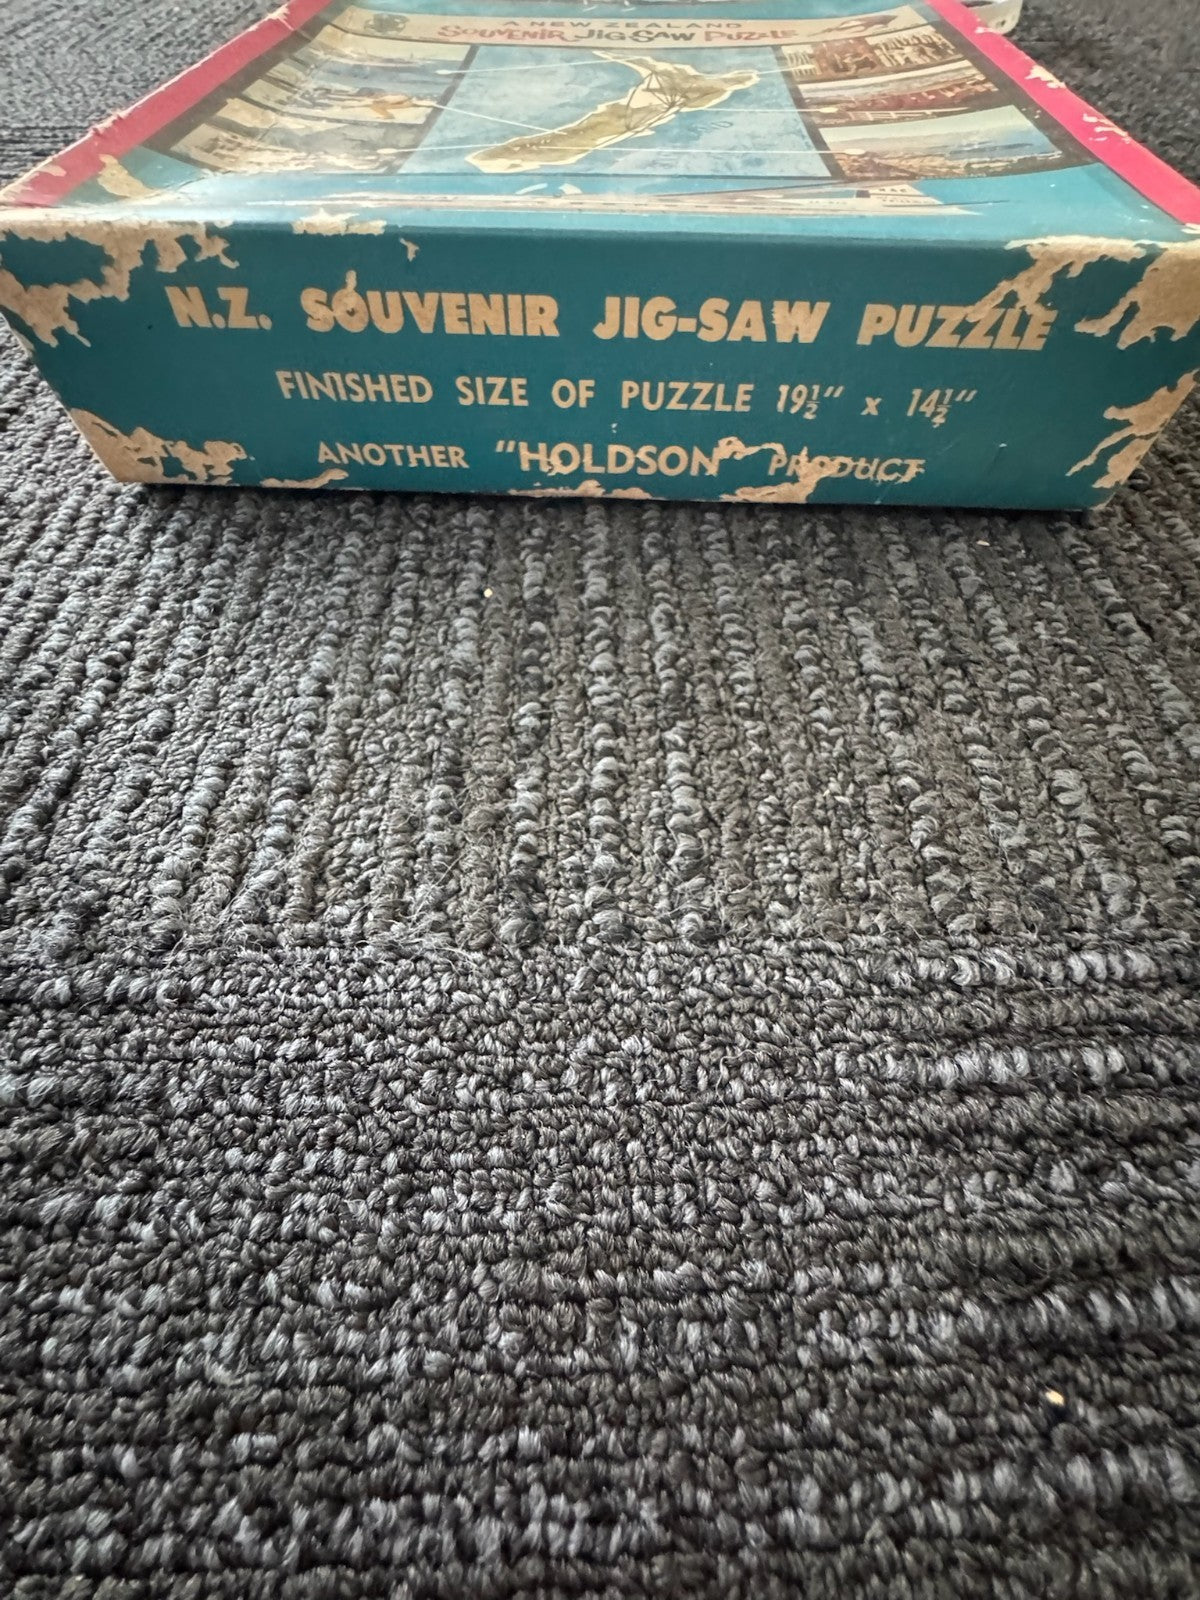 A NEW ZEALAND
SOUVENIR JIG-SAW PUZZLE
N.Z. SOUVENIR JIG-SAW PUZZLE
FINISHED SIZE OF PUZZLE 19½″ x 14½″
ANOTHER "HOLDSON" PRODUCT